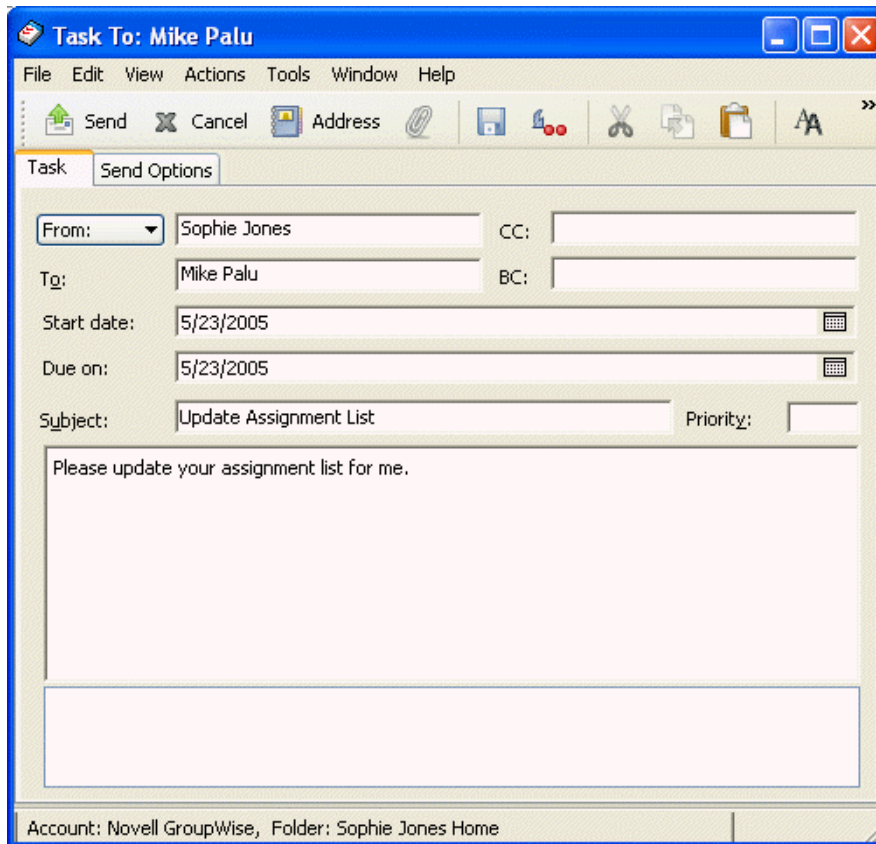 Task To: Mike Palu
File Edit View Actions Tools Window Help
Send Cancel Address AA »
Task Send Options
From: Sophie Jones CC:
To: Mike Palu BC:
Start date: 5/23/2005
Due on: 5/23/2005
Subject: Update Assignment List Priority:
Please update your assignment list for me.
Account: Novell GroupWise, Folder: Sophie Jones Home